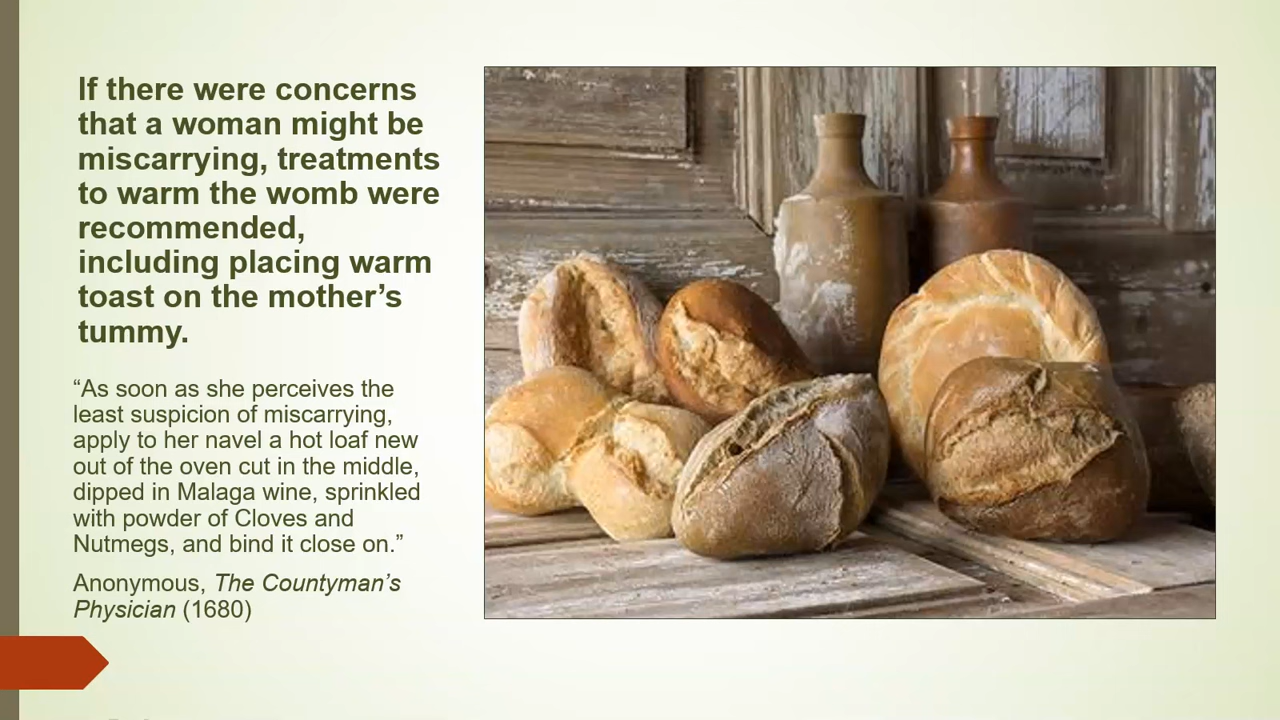 If there were concerns
that a woman might be
miscarrying, treatments
to warm the womb were
recommended,
including placing warm
toast on the mother’s
tummy.
“As soon as she perceives the
least suspicion of miscarrying,
apply to her navel a hot loaf new
out of the oven cut in the middle,
dipped in Malaga wine, sprinkled
with powder of Cloves and
Nutmegs, and bind it close on.”
Anonymous, The Countyman’s
Physician (1680)